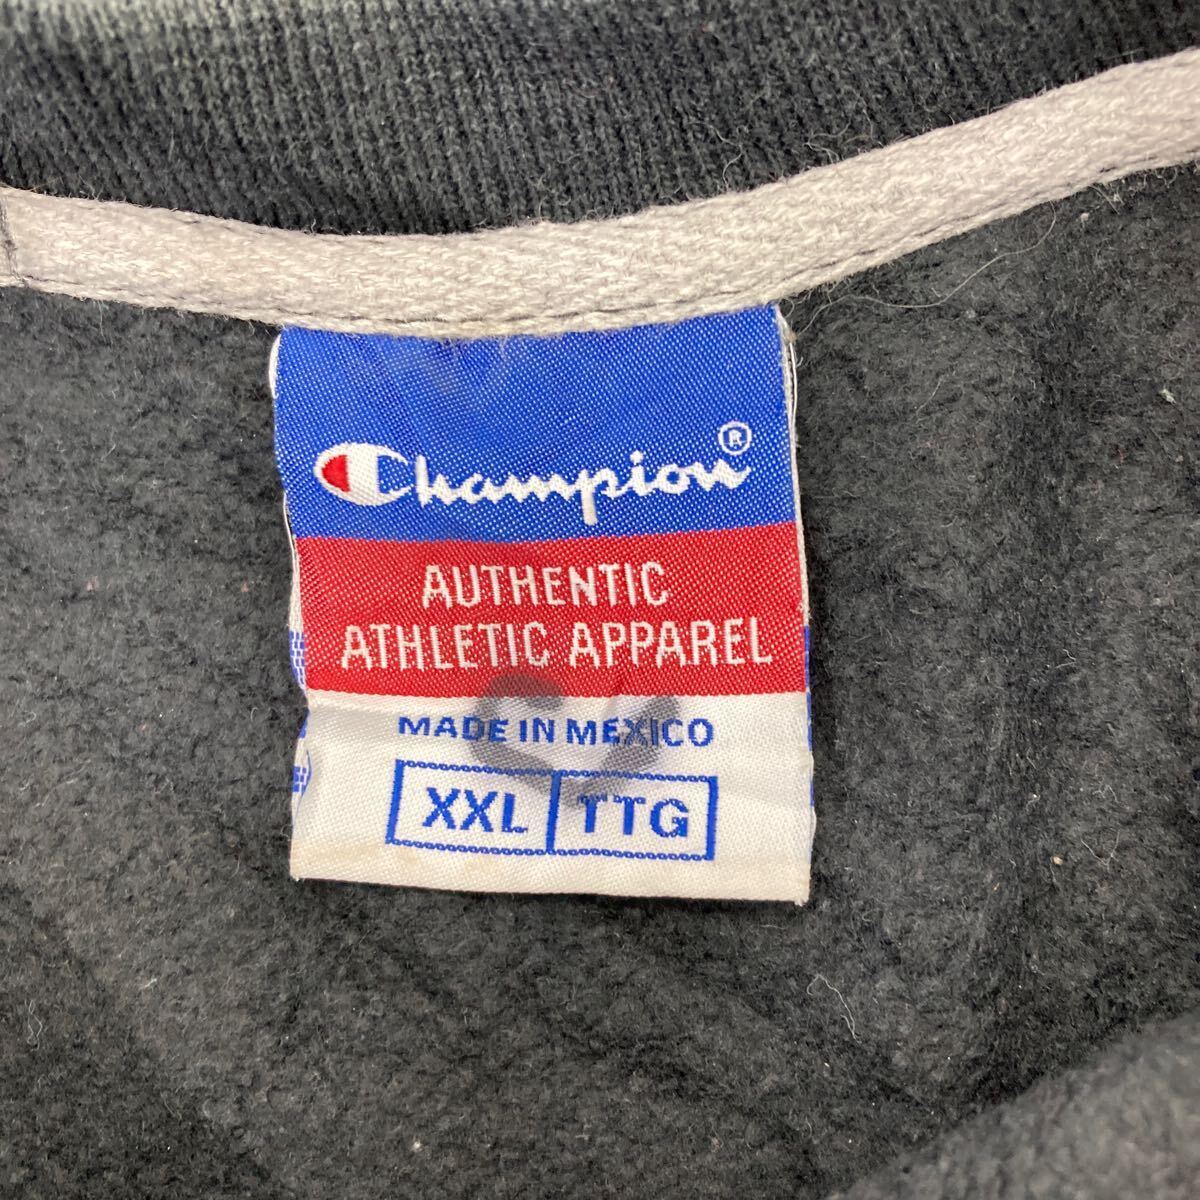 Champion®
AUTHENTIC
ATHLETIC APPAREL
MADE IN MEXICO
XXL TTG